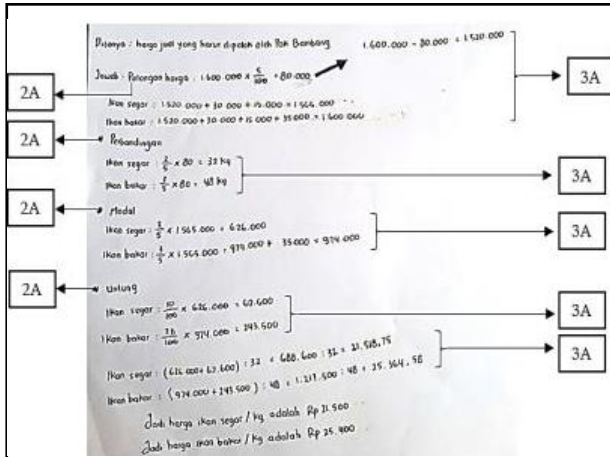 Ditanya : harga jual yang harus dipatok oleh Pak Bambang
1.600.000 - 80.000 = 1.520.000
Jawab : Potongan harga : 1.600.000 x 5/100 = 80.000
Ikan segar : 1.520.000 + 30.000 + 15.000 = 1.565.000
Ikan bakar : 1.520.000 + 30.000 + 15.000 + 35.000 = 1.600.000
Perbandingan
Ikan segar : 2/5 x 80 = 32 kg
Ikan bakar : 3/5 x 80 = 48 kg
Modal
Ikan segar : 2/5 x 1.565.000 = 626.000
Ikan bakar : 3/5 x 1.565.000 = 939.000 + 35.000 = 974.000
Untung
Ikan segar : 10/100 x 626.000 = 62.600
Ikan bakar : 25/100 x 974.000 = 243.500
Ikan segar : (626.000 + 62.600) : 32 = 688.600 : 32 = 21.518,75
Ikan bakar : (974.000 + 243.500) : 48 = 1.217.500 : 48 = 25.364,58
Jadi harga ikan segar / kg adalah Rp 21.500
Jadi harga ikan bakar / kg adalah Rp 25.400
2A
2A
2A
2A
3A
3A
3A
3A
3A